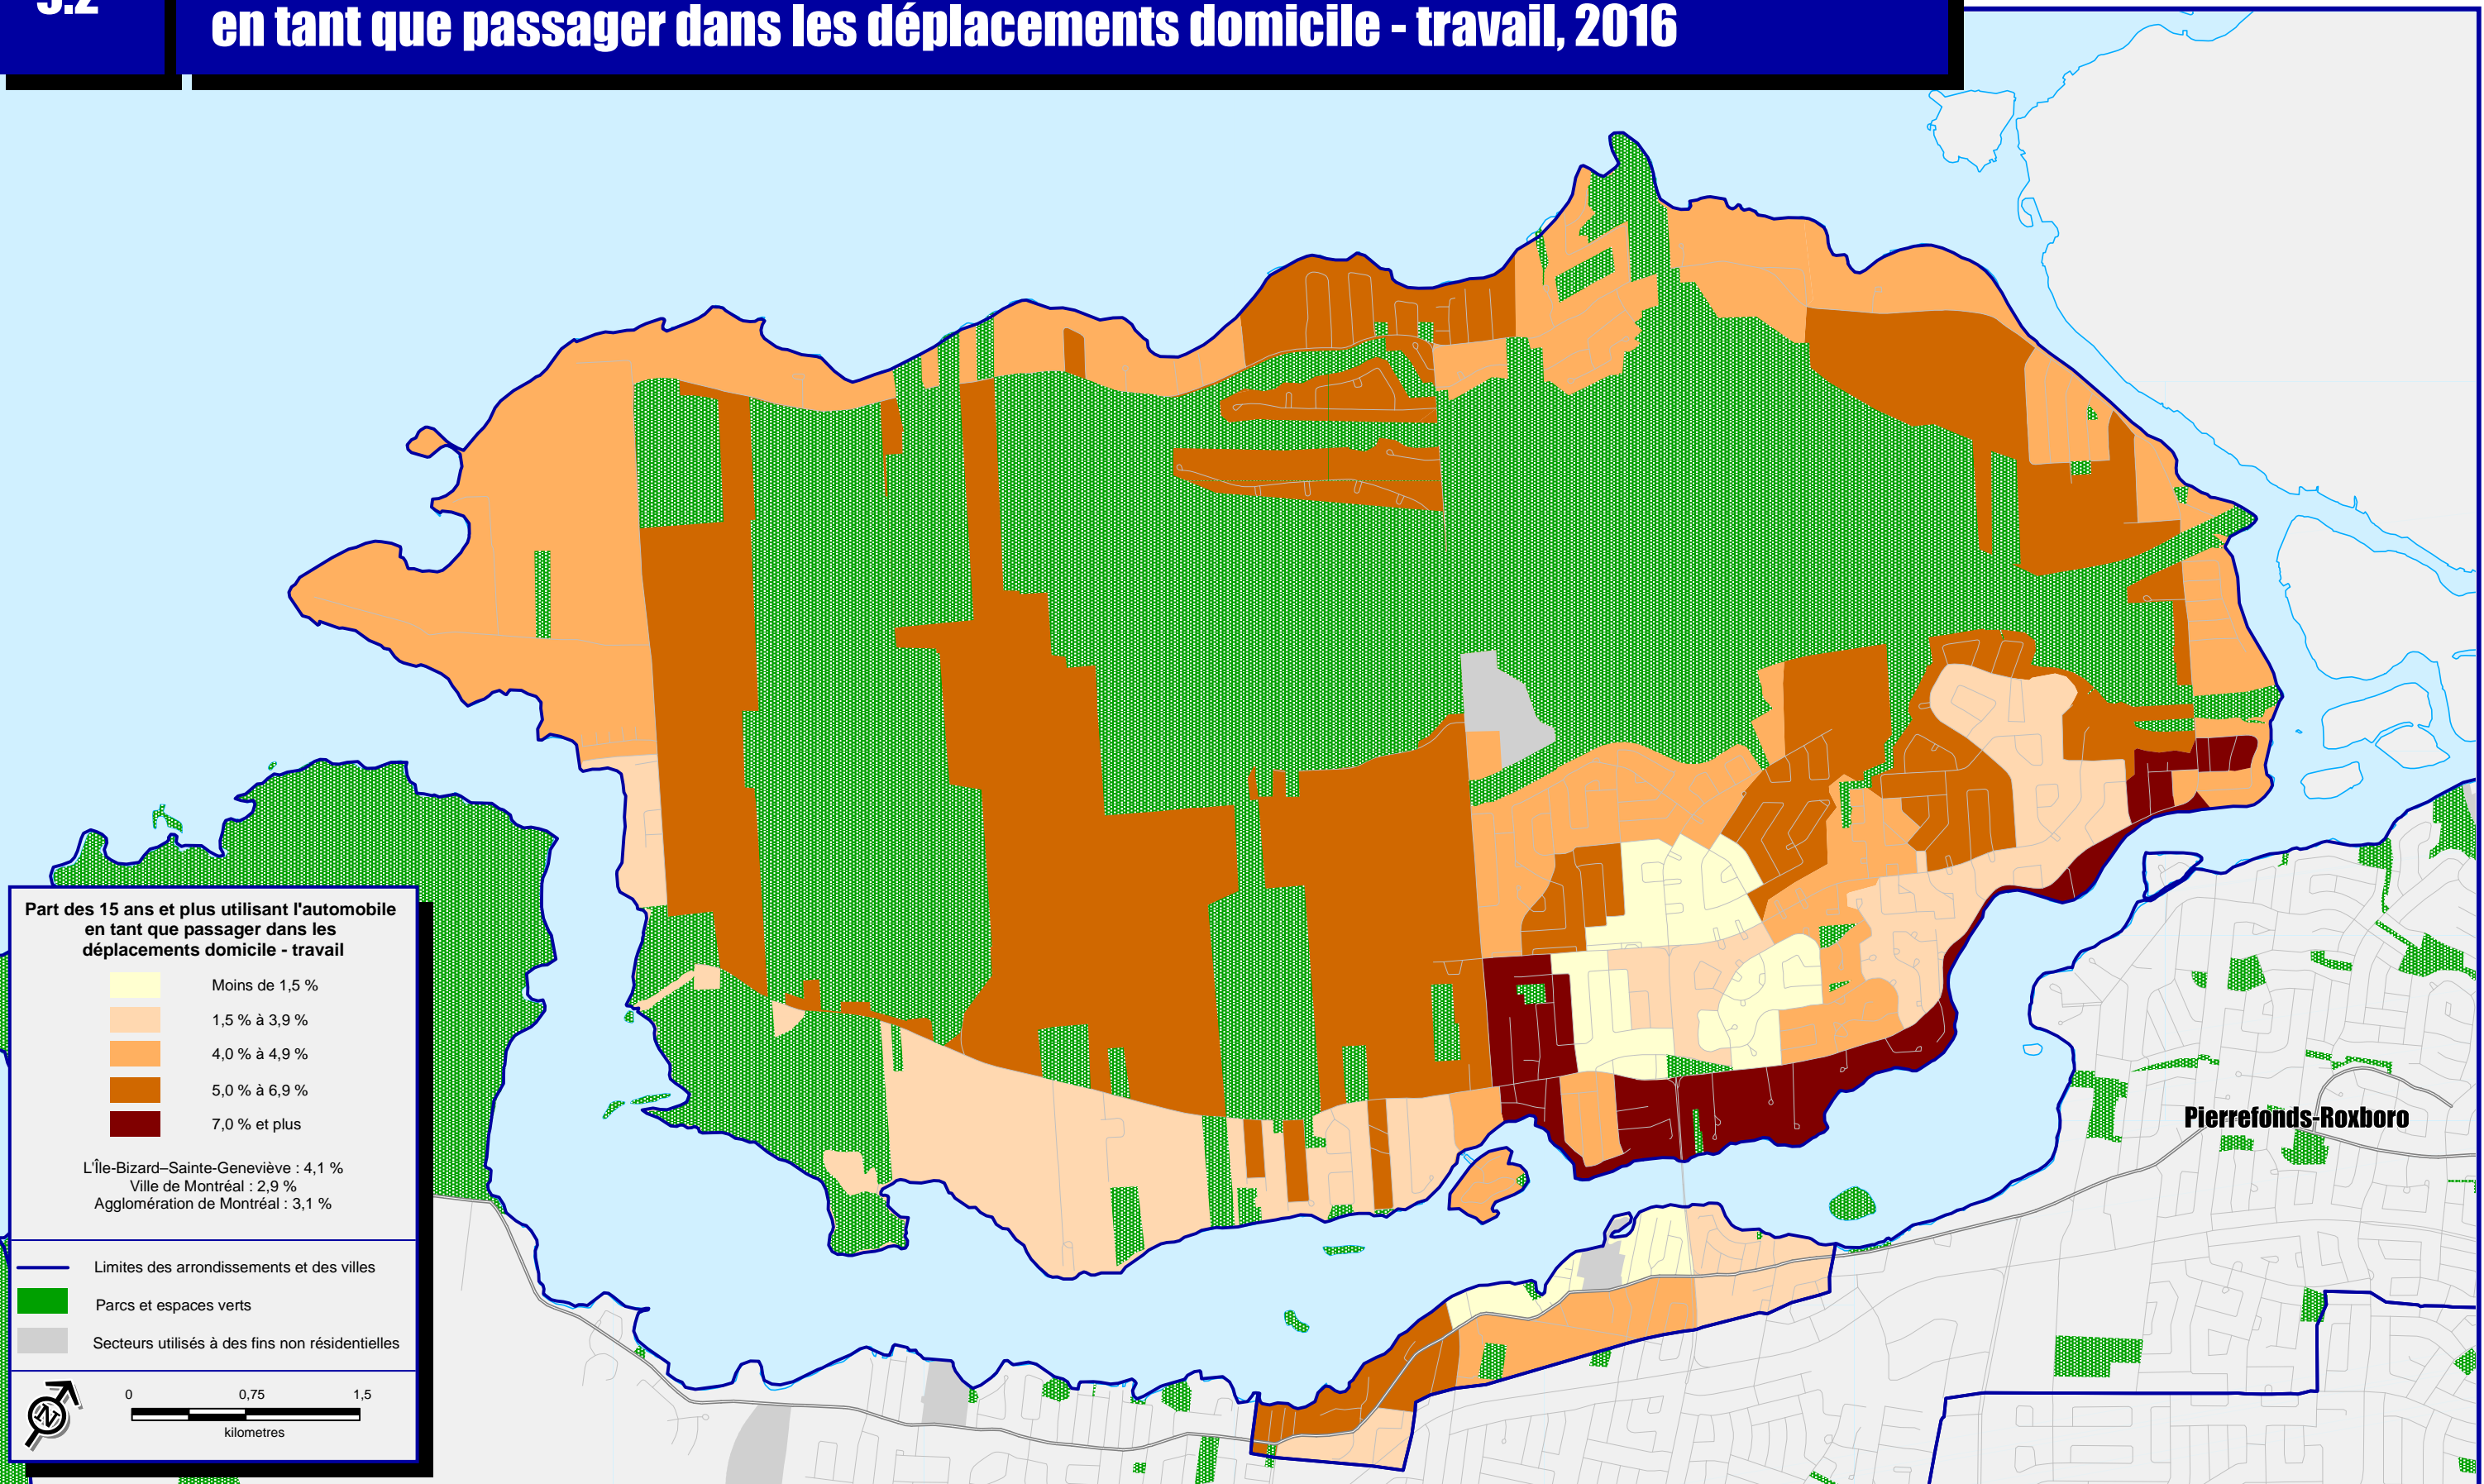 en tant que passager dans les déplacements domicile - travail, 2016
Pierrefonds-Roxboro
Part des 15 ans et plus utilisant l'automobile
en tant que passager dans les
déplacements domicile - travail
Moins de 1,5 %
1,5 % à 3,9 %
4,0 % à 4,9 %
5,0 % à 6,9 %
7,0 % et plus
L'Île-Bizard–Sainte-Geneviève : 4,1 %
Ville de Montréal : 2,9 %
Agglomération de Montréal : 3,1 %
Limites des arrondissements et des villes
Parcs et espaces verts
Secteurs utilisés à des fins non résidentielles
N
0 0,75 1,5
kilometres